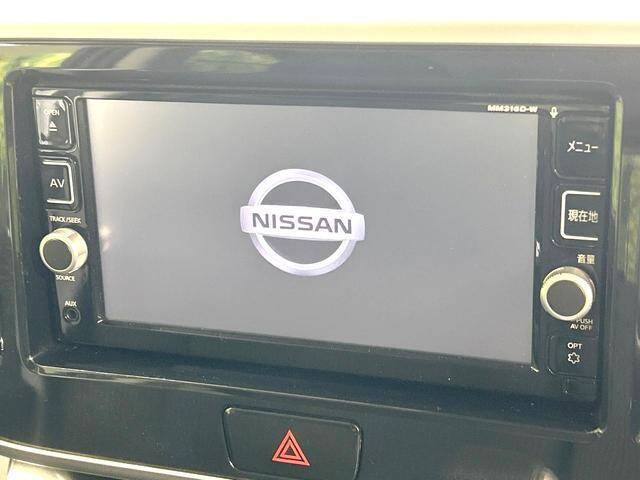 MM316D-W
OPEN
メニュー
AV
TRACK/SEEK
現在地
NISSAN
音量
SOURCE
AUX
PUSH
AV OFF
OPT